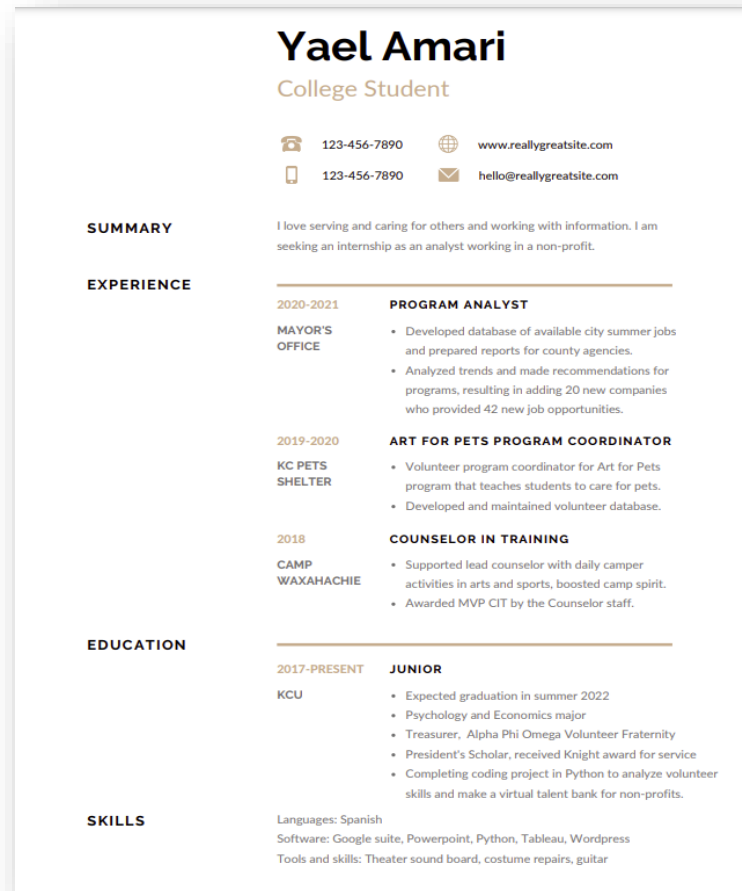 Yael Amari
College Student
123-456-7890
www.reallygreatsite.com
123-456-7890
hello@reallygreatsite.com
SUMMARY
I love serving and caring for others and working with information. I am
seeking an internship as an analyst working in a non-profit.
EXPERIENCE
2020-2021
MAYOR'S
OFFICE
PROGRAM ANALYST
• Developed database of available city summer jobs
and prepared reports for county agencies.
• Analyzed trends and made recommendations for
programs, resulting in adding 20 new companies
who provided 42 new job opportunities.
2019-2020
KC PETS
SHELTER
ART FOR PETS PROGRAM COORDINATOR
• Volunteer program coordinator for Art for Pets
program that teaches students to care for pets.
• Developed and maintained volunteer database.
2018
CAMP
WAXAHACHIE
COUNSELOR IN TRAINING
• Supported lead counselor with daily camper
activities in arts and sports, boosted camp spirit.
• Awarded MVP CIT by the Counselor staff.
EDUCATION
2017-PRESENT
KCU
JUNIOR
• Expected graduation in summer 2022
• Psychology and Economics major
• Treasurer, Alpha Phi Omega Volunteer Fraternity
• President's Scholar, received Knight award for service
• Completing coding project in Python to analyze volunteer
skills and make a virtual talent bank for non-profits.
SKILLS
Languages: Spanish
Software: Google suite, Powerpoint, Python, Tableau, Wordpress
Tools and skills: Theater sound board, costume repairs, guitar